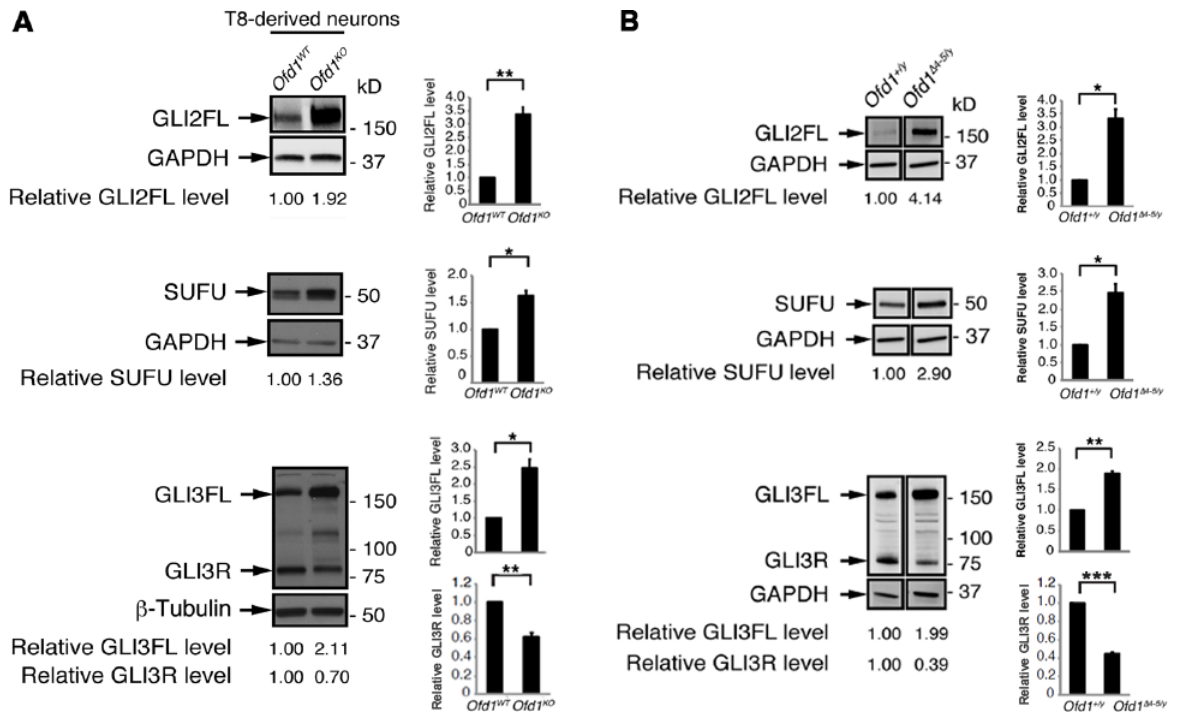 A
T8-derived neurons
Ofd1WT Ofd1KO
kD
GLI2FL
- 150
GAPDH
- 37
Relative GLI2FL level 1.00 1.92
**
Relative GLI2FL level
4.0
3.5
3.0
2.5
2.0
1.5
1.0
0.5
0
Ofd1WT Ofd1KO
SUFU
- 50
GAPDH
- 37
Relative SUFU level 1.00 1.36
*
Relative SUFU level
2.0
1.5
1.0
0.5
0
Ofd1WT Ofd1KO
GLI3FL
- 150
- 100
GLI3R
- 75
β-Tubulin
- 50
Relative GLI3FL level 1.00 2.11
Relative GLI3R level 1.00 0.70
*
Relative GLI3FL level
3.0
2.5
2.0
1.5
1.0
0.5
0
**
Relative GLI3R level
1.2
1.0
0.8
0.6
0.4
0.2
0
Ofd1WT Ofd1KO
B
Ofd1+/y Ofd1Δ4-5/y
kD
GLI2FL
- 150
GAPDH
- 37
Relative GLI2FL level 1.00 4.14
*
Relative GLI2FL level
4.0
3.5
3.0
2.5
2.0
1.5
1.0
0.5
0
Ofd1+/y Ofd1Δ4-5/y
SUFU
- 50
GAPDH
- 37
Relative SUFU level 1.00 2.90
*
Relative SUFU level
3.0
2.5
2.0
1.5
1.0
0.5
0
Ofd1+/y Ofd1Δ4-5/y
GLI3FL
- 150
- 100
GLI3R
- 75
GAPDH
- 37
Relative GLI3FL level 1.00 1.99
Relative GLI3R level 1.00 0.39
**
Relative GLI3FL level
2.5
2.0
1.5
1.0
0.5
0
***
Relative GLI3R level
1.2
1.0
0.8
0.6
0.4
0.2
0
Ofd1+/y Ofd1Δ4-5/y